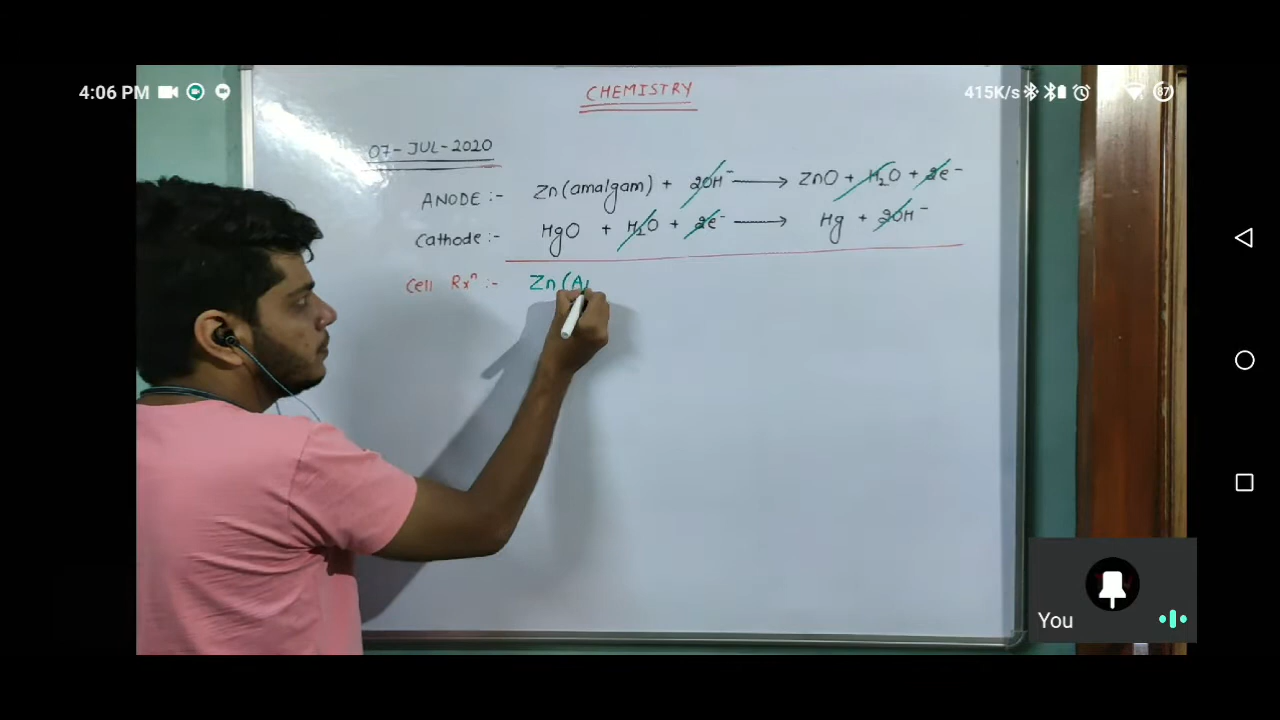 4:06 PM 415K/s 87
CHEMISTRY
07-JUL-2020
ANODE :- Zn(amalgam) + 2OH⁻ ⟶ ZnO + H₂O + 2e⁻
Cathode :- HgO + H₂O + 2e⁻ ⟶ Hg + 2OH⁻
Cell Rxⁿ :- Zn(A
You